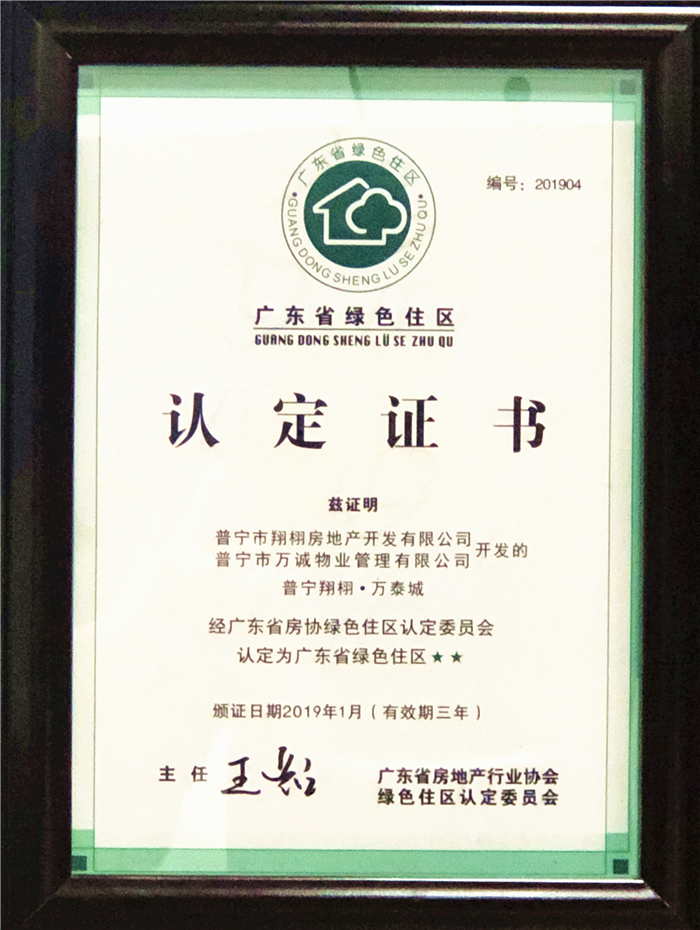 广东省绿色住区
GUANG DONG SHENG LU SE ZHU QU
编号：201904
广东省绿色住区
GUANG DONG SHENG LÜ SE ZHU QU
认定证书
兹证明
普宁市翔栩房地产开发有限公司
普宁市万诚物业管理有限公司
开发的
普宁翔栩·万泰城
经广东省房协绿色住区认定委员会
认定为广东省绿色住区★★
颁证日期2019年1月（有效期三年）
主任
广东省房地产行业协会
绿色住区认定委员会